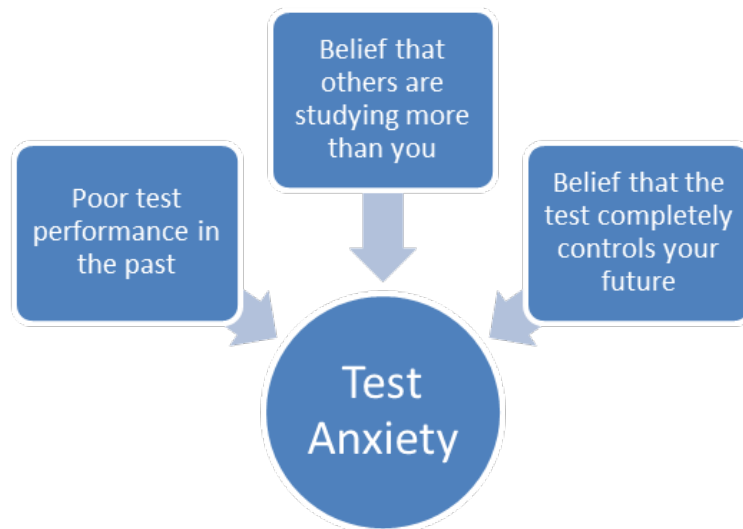 Belief that
others are
studying more
than you
Poor test
performance in
the past
Belief that the
test completely
controls your
future
Test
Anxiety